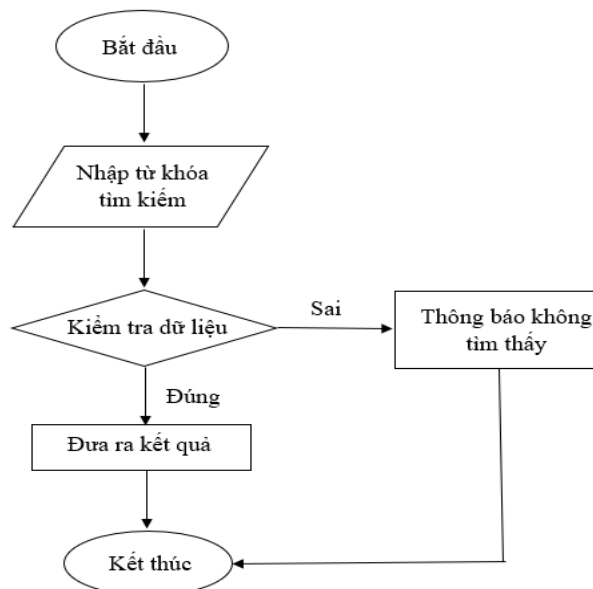 Bắt đầu
Nhập từ khóa
tìm kiếm
Kiểm tra dữ liệu
Sai
Thông báo không
tìm thấy
Đúng
Đưa ra kết quả
Kết thúc